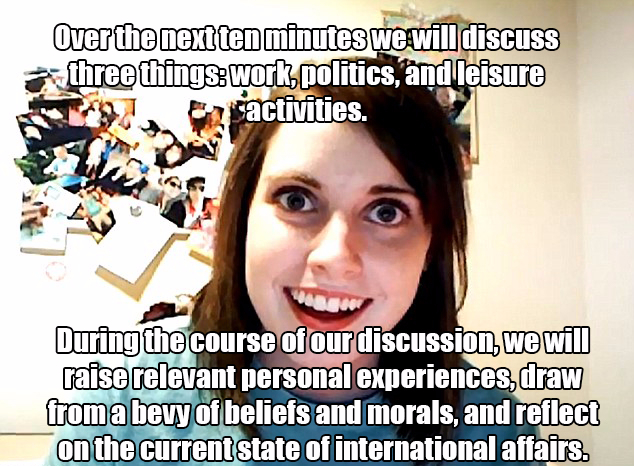 Over the next ten minutes we will discuss
three things: work, politics, and leisure
activities.
During the course of our discussion, we will
raise relevant personal experiences, draw
from a bevy of beliefs and morals, and reflect
on the current state of international affairs.